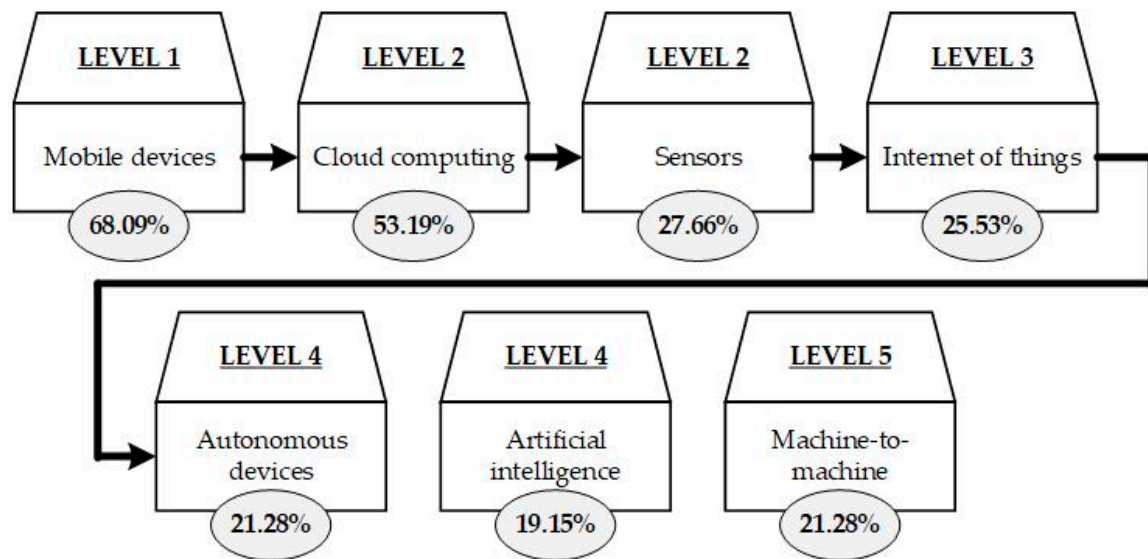 LEVEL 1
Mobile devices
68.09%
LEVEL 2
Cloud computing
53.19%
LEVEL 2
Sensors
27.66%
LEVEL 3
Internet of things
25.53%
LEVEL 4
Autonomous
devices
21.28%
LEVEL 4
Artificial
intelligence
19.15%
LEVEL 5
Machine-to-
machine
21.28%